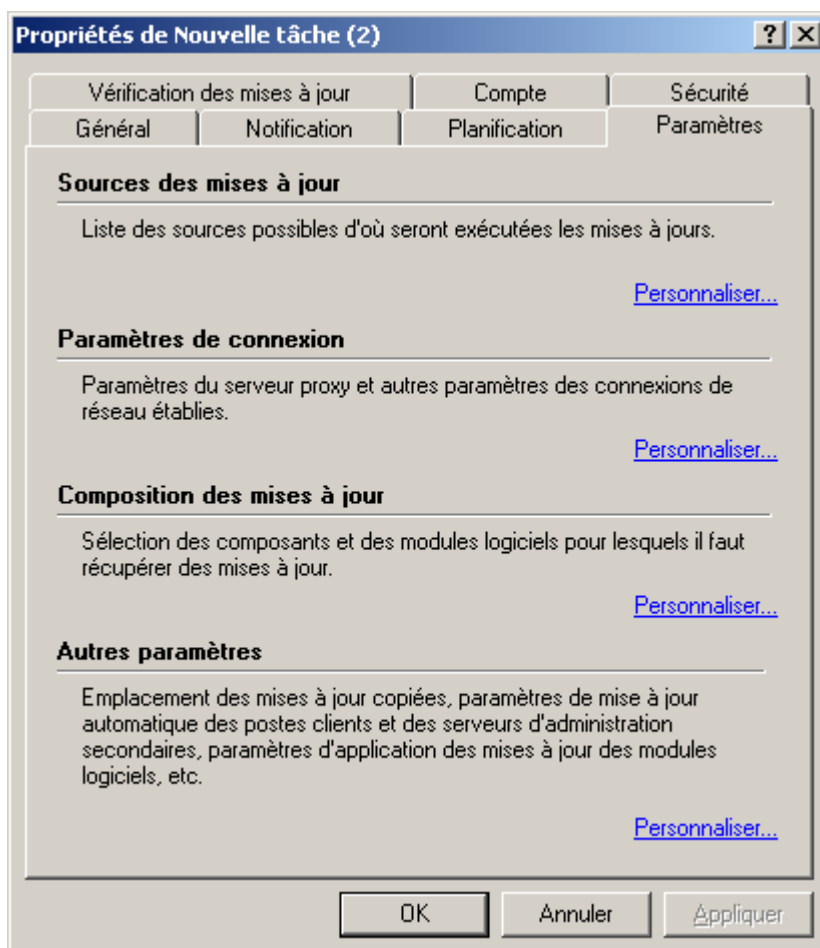 Propriétés de Nouvelle tâche (2)
Vérification des mises à jour
Compte
Sécurité
Général
Notification
Planification
Paramètres
Sources des mises à jour
Liste des sources possibles d'où seront exécutées les mises à jours.
Personnaliser...
Paramètres de connexion
Paramètres du serveur proxy et autres paramètres des connexions de
réseau établies.
Personnaliser...
Composition des mises à jour
Sélection des composants et des modules logiciels pour lesquels il faut
récupérer des mises à jour.
Personnaliser...
Autres paramètres
Emplacement des mises à jour copiées, paramètres de mise à jour
automatique des postes clients et des serveurs d'administration
secondaires, paramètres d'application des mises à jour des modules
logiciels, etc.
Personnaliser...
OK
Annuler
Appliquer